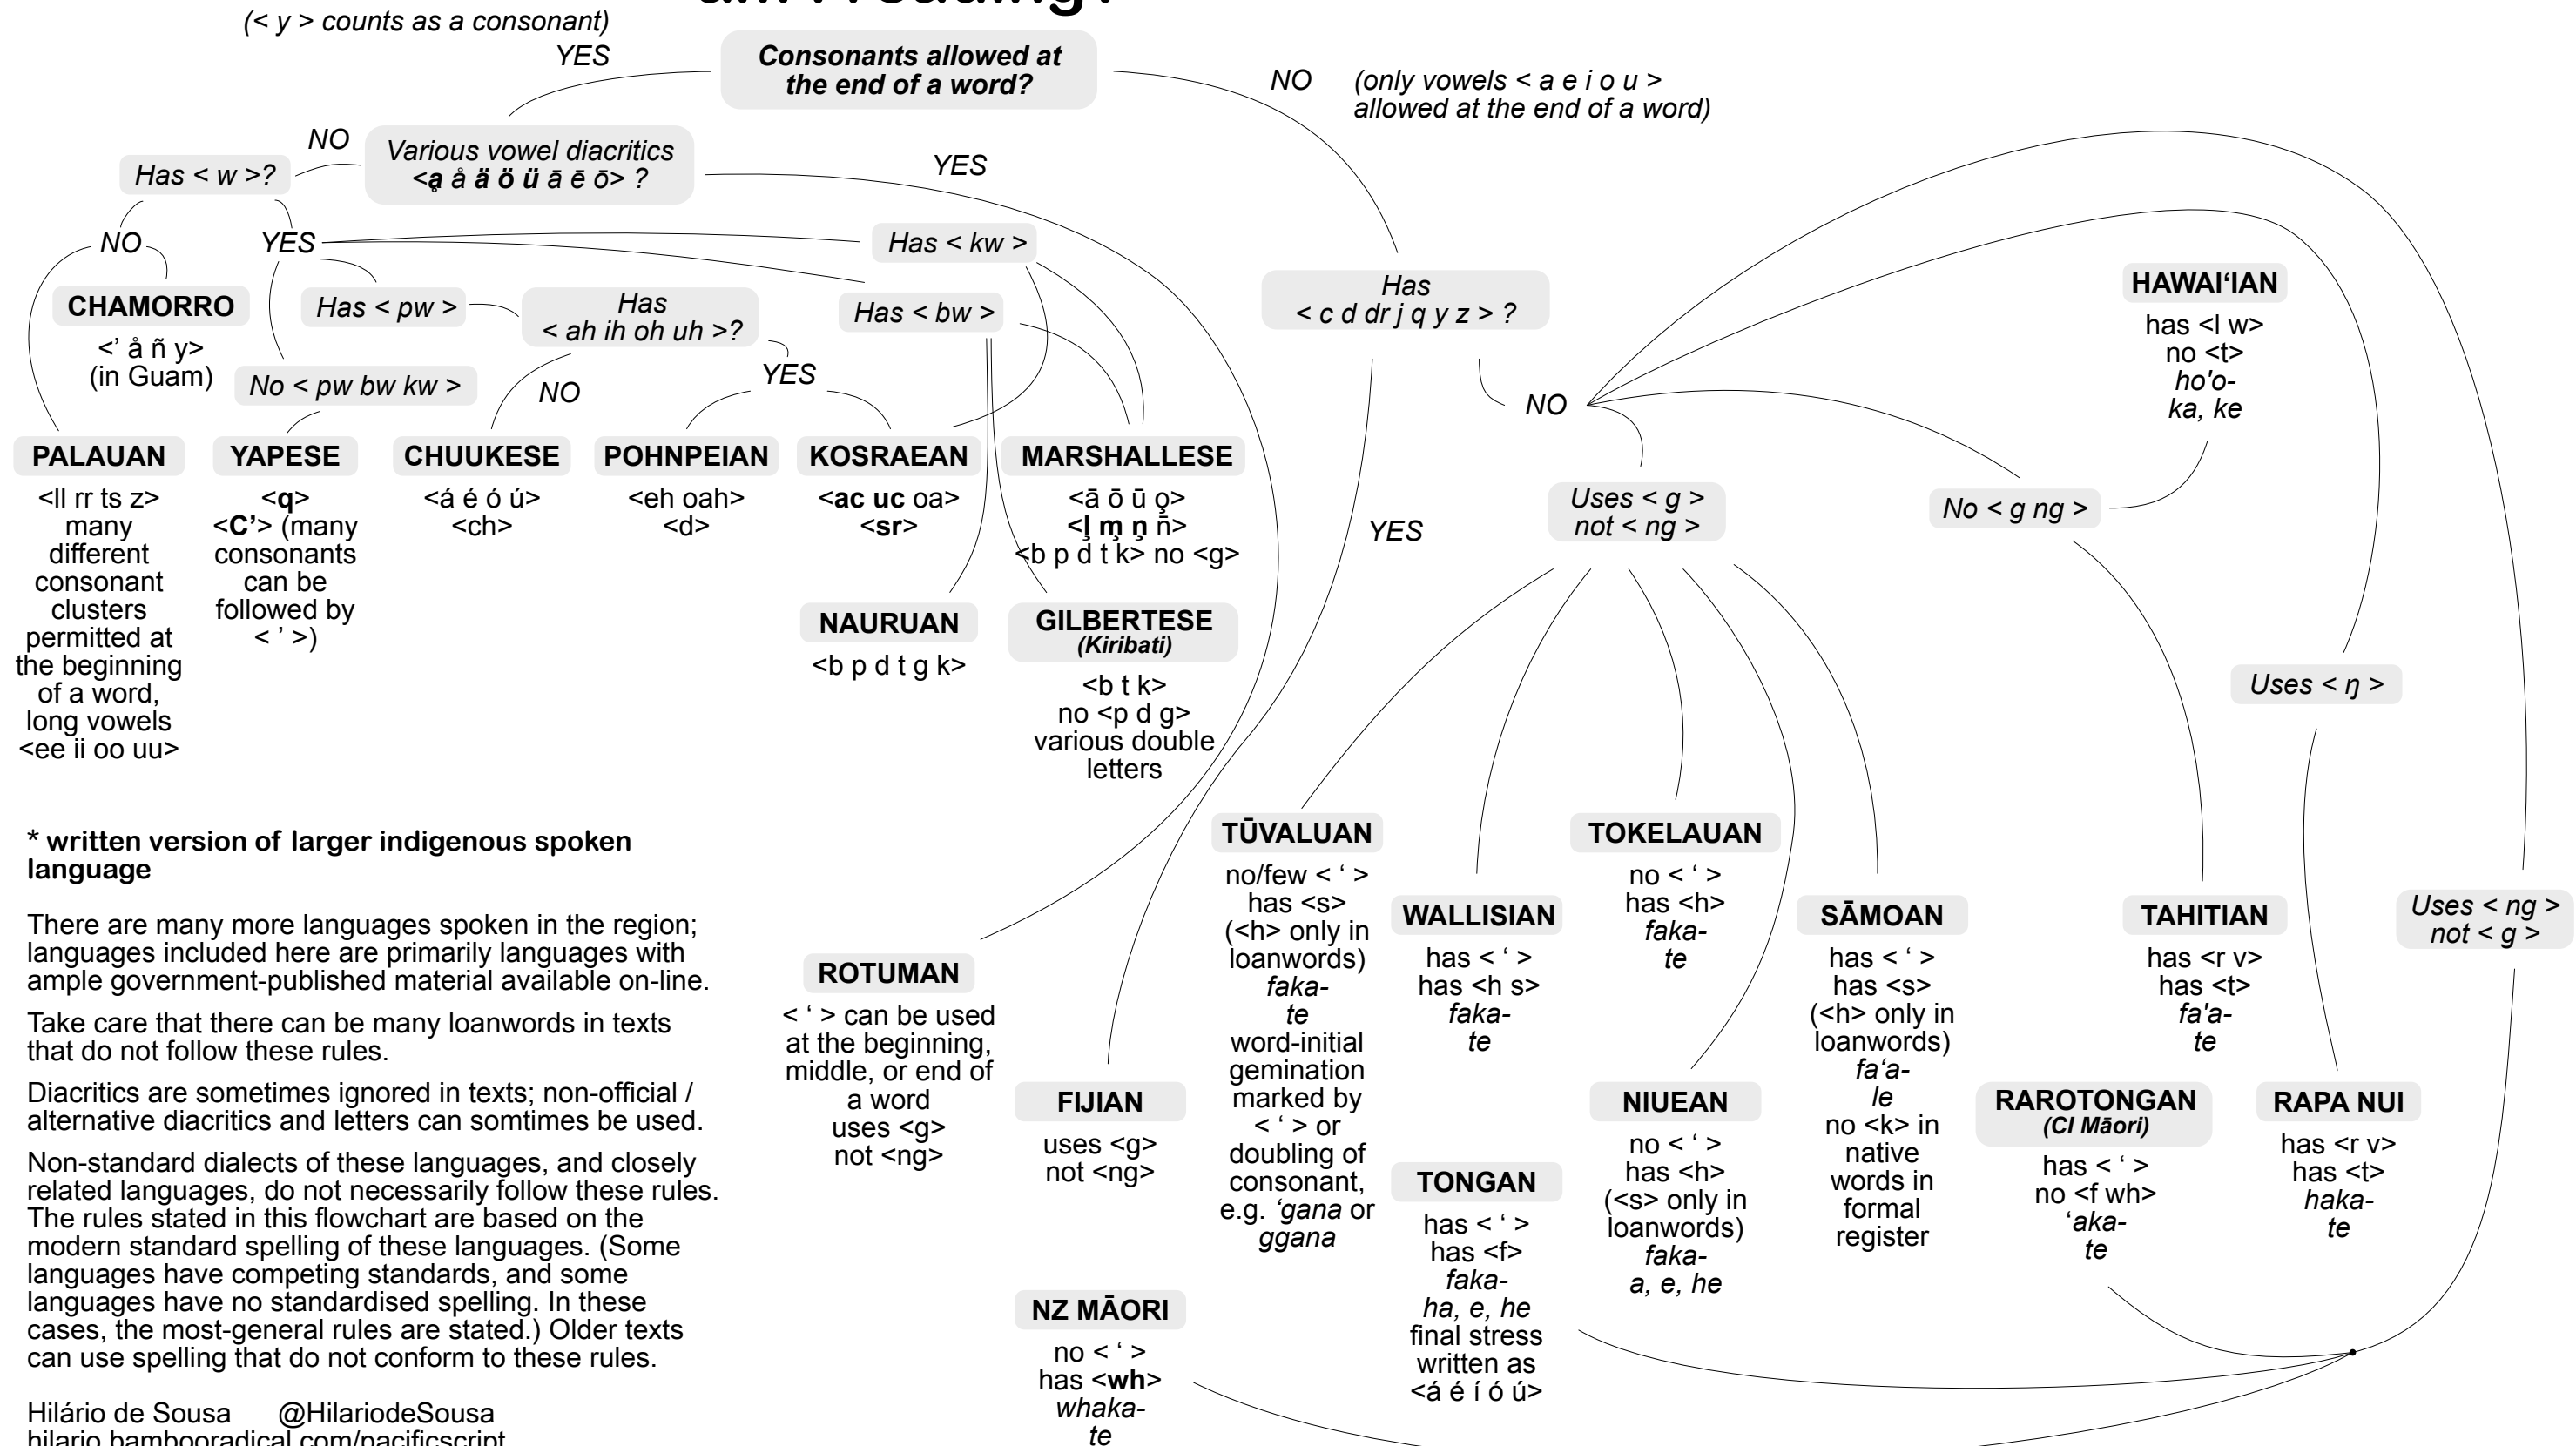 am I reading?
(< y > counts as a consonant)
YES
Consonants allowed at
the end of a word?
NO
(only vowels < a e i o u >
allowed at the end of a word)
NO
Various vowel diacritics
<ḁ å ä ö ü ā ē ō> ?
YES
Has < w >?
NO
YES
Has < kw >
Has
< c d dr j q y z > ?
HAWAI‘IAN
has <l w>
no <t>
ho'o-
ka, ke
CHAMORRO
<’ å ñ y>
(in Guam)
Has < pw >
Has
< ah ih oh uh >?
Has < bw >
No < pw bw kw >
NO
YES
NO
PALAUAN
<ll rr ts z>
many
different
consonant
clusters
permitted at
the beginning
of a word,
long vowels
<ee ii oo uu>
YAPESE
<q>
<C’> (many
consonants
can be
followed by
< ’ >)
CHUUKESE
<á é ó ú>
<ch>
POHNPEIAN
<eh oah>
<d>
KOSRAEAN
<ac uc oa>
<sr>
MARSHALLESE
<ā ō ū o̧>
<ļ m̧ ņ n̄>
<b p d t k> no <g>
YES
Uses < g >
not < ng >
No < g ng >
NAURUAN
<b p d t g k>
GILBERTESE
(Kiribati)
<b t k>
no <p d g>
various double
letters
Uses < ŋ >
* written version of larger indigenous spoken
language
There are many more languages spoken in the region;
languages included here are primarily languages with
ample government-published material available on-line.
Take care that there can be many loanwords in texts
that do not follow these rules.
Diacritics are sometimes ignored in texts; non-official /
alternative diacritics and letters can somtimes be used.
Non-standard dialects of these languages, and closely
related languages, do not necessarily follow these rules.
The rules stated in this flowchart are based on the
modern standard spelling of these languages. (Some
languages have competing standards, and some
languages have no standardised spelling. In these
cases, the most-general rules are stated.) Older texts
can use spelling that do not conform to these rules.
Hilário de Sousa @HilariodeSousa
hilario.bambooradical.com/pacificscript
ROTUMAN
< ‘ > can be used
at the beginning,
middle, or end of
a word
uses <g>
not <ng>
FIJIAN
uses <g>
not <ng>
TŪVALUAN
no/few < ‘ >
has <s>
(<h> only in
loanwords)
faka-
te
word-initial
gemination
marked by
< ‘ > or
doubling of
consonant,
e.g. ‘gana or
ggana
WALLISIAN
has < ‘ >
has <h s>
faka-
te
TOKELAUAN
no < ‘ >
has <h>
faka-
te
SĀMOAN
has < ‘ >
has <s>
(<h> only in
loanwords)
fa‘a-
le
no <k> in
native
words in
formal
register
TAHITIAN
has <r v>
has <t>
fa'a-
te
Uses < ng >
not < g >
NIUEAN
no < ‘ >
has <h>
(<s> only in
loanwords)
faka-
a, e, he
RAROTONGAN
(CI Māori)
has < ‘ >
no <f wh>
‘aka-
te
RAPA NUI
has <r v>
has <t>
haka-
te
TONGAN
has < ‘ >
has <f>
faka-
ha, e, he
final stress
written as
<á é í ó ú>
NZ MĀORI
no < ‘ >
has <wh>
whaka-
te